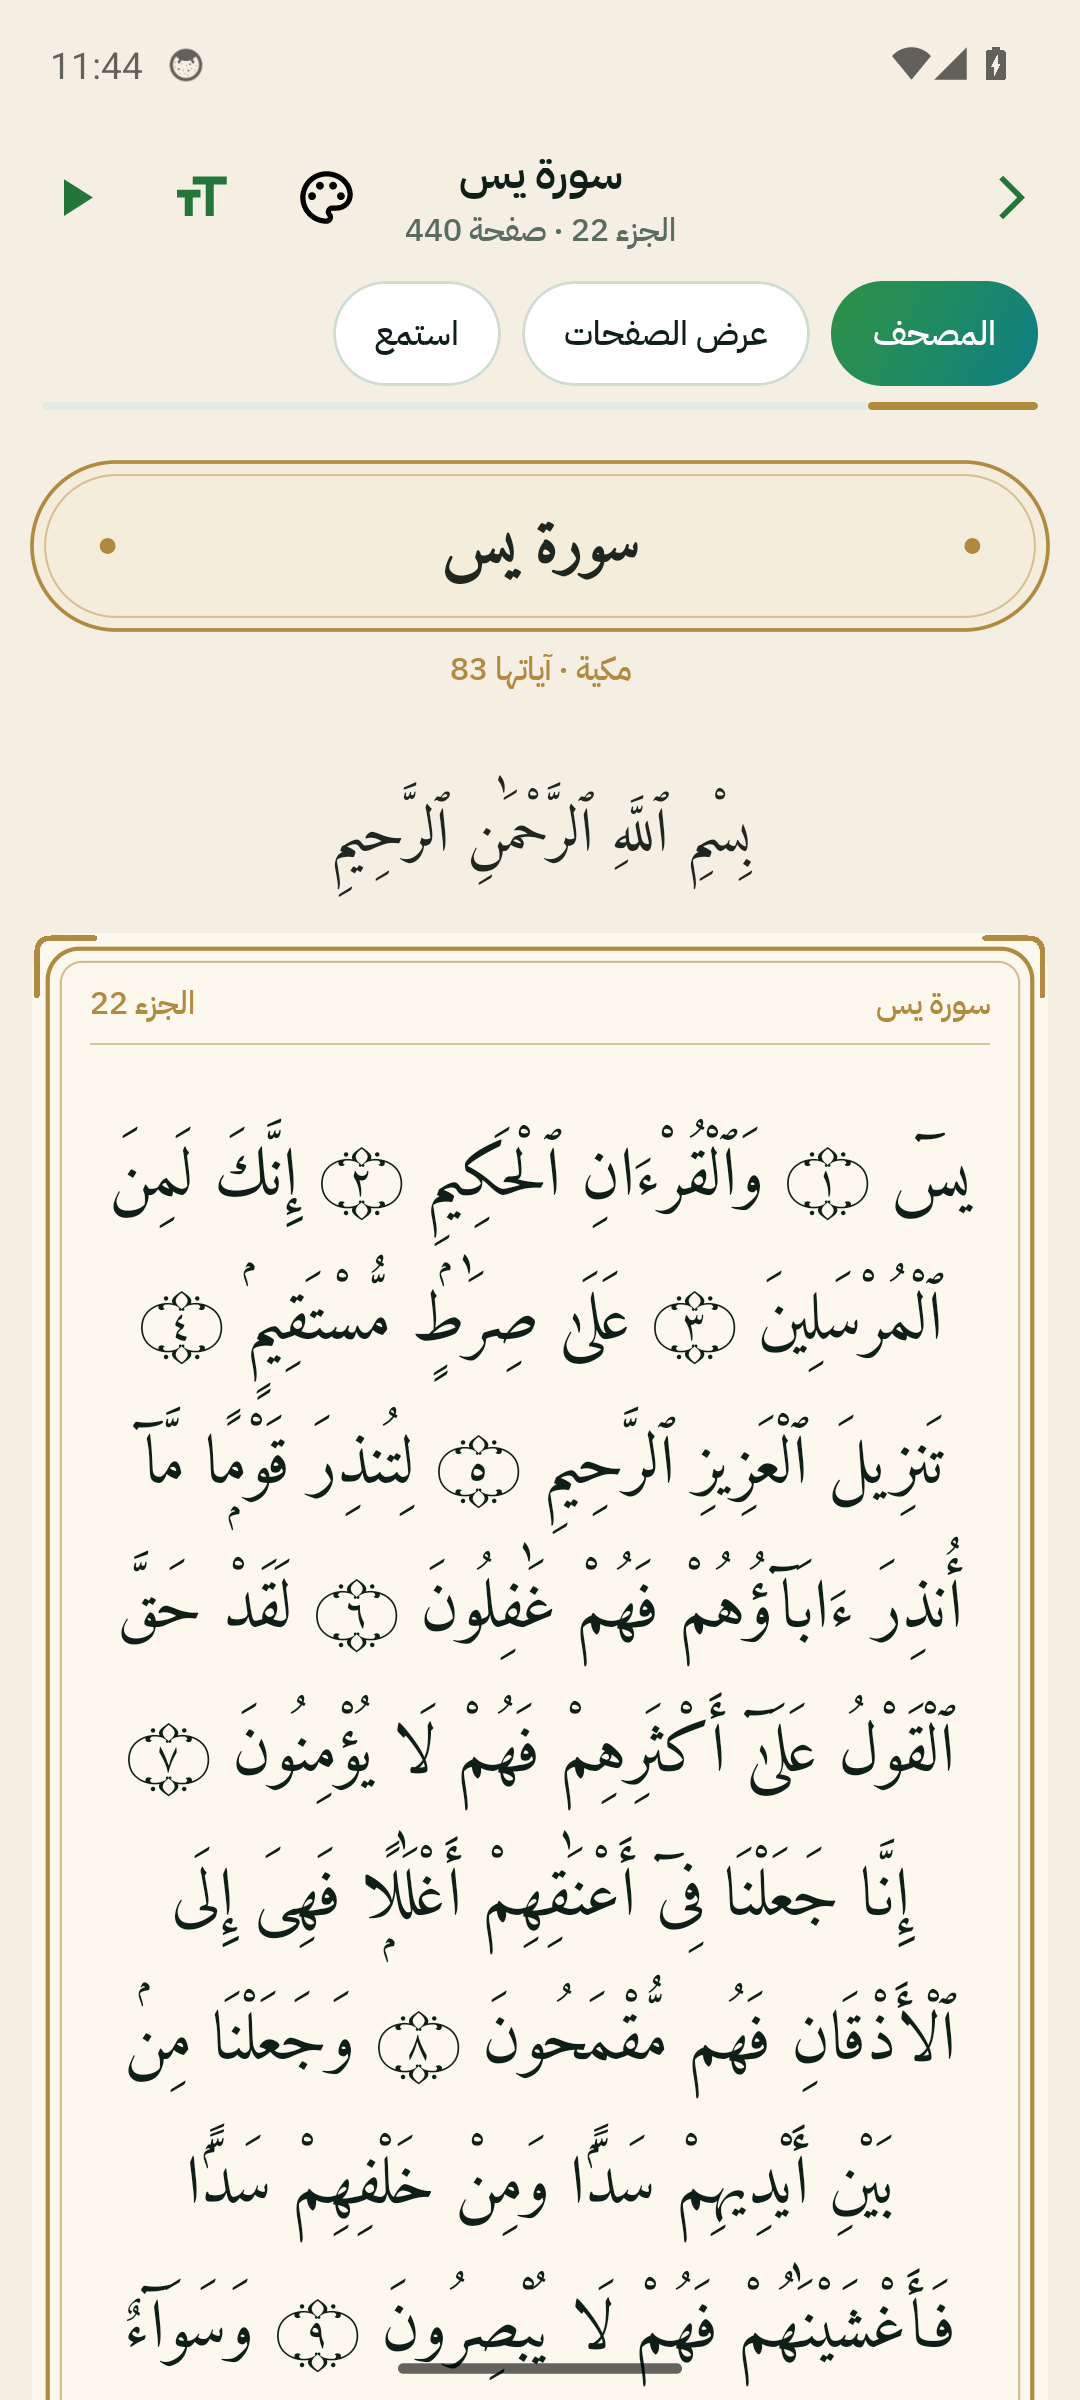 11:44
سورة يس
الجزء 22 · صفحة 440
المصحف
عرض الصفحات
استمع
سورة يس
مكية · آياتها 83
بِسْمِ ٱللَّهِ ٱلرَّحْمَٰنِ ٱلرَّحِيمِ
سورة يس
الجزء 22
يسٓ ١ وَٱلْقُرْءَانِ ٱلْحَكِيمِ ٢ إِنَّكَ لَمِنَ
ٱلْمُرْسَلِينَ ٣ عَلَىٰ صِرَٰطٍۢ مُّسْتَقِيمٍۢ ٤
تَنزِيلَ ٱلْعَزِيزِ ٱلرَّحِيمِ ٥ لِتُنذِرَ قَوْمًۭا مَّآ
أُنذِرَ ءَابَآؤُهُمْ فَهُمْ غَٰفِلُونَ ٦ لَقَدْ حَقَّ
ٱلْقَوْلُ عَلَىٰٓ أَكْثَرِهِمْ فَهُمْ لَا يُؤْمِنُونَ ٧
إِنَّا جَعَلْنَا فِىٓ أَعْنَٰقِهِمْ أَغْلَٰلًۭا فَهِىَ إِلَى
ٱلْأَذْقَانِ فَهُم مُّقْمَحُونَ ٨ وَجَعَلْنَا مِنۢ
بَيْنِ أَيْدِيهِمْ سَدًّۭا وَمِنْ خَلْفِهِمْ سَدًّۭا
فَأَغْشَيْنَٰهُمْ فَهُمْ لَا يُبْصِرُونَ ٩ وَسَوَآءٌ